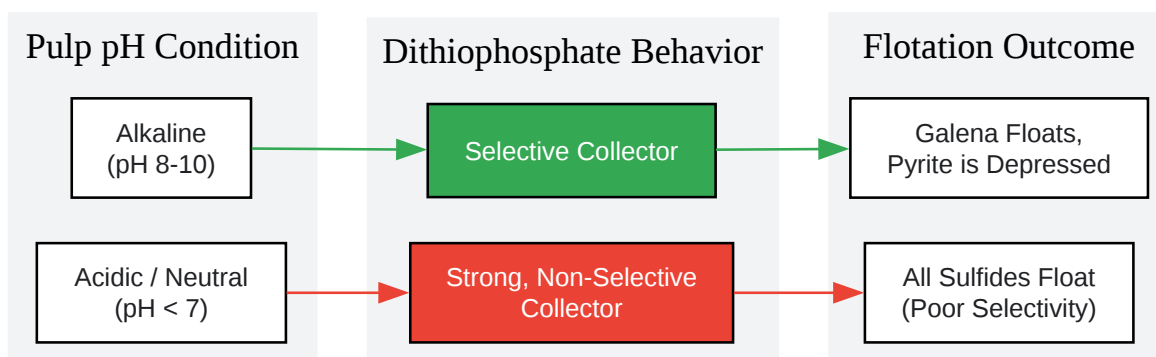 Pulp pH Condition
Dithiophosphate Behavior
Flotation Outcome
Alkaline
(pH 8-10)
Selective Collector
Galena Floats,
Pyrite is Depressed
Acidic / Neutral
(pH < 7)
Strong, Non-Selective
Collector
All Sulfides Float
(Poor Selectivity)